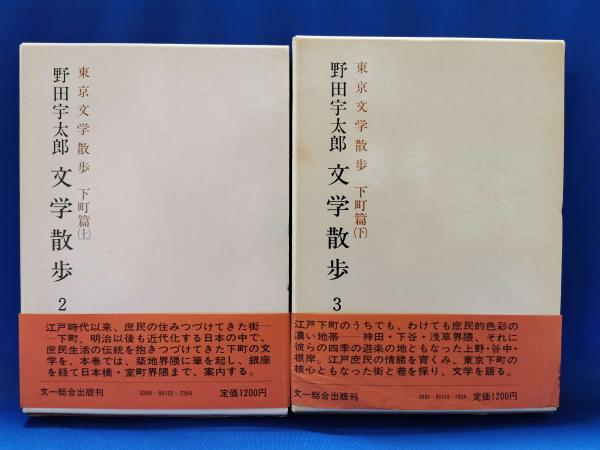 東京文学散歩 下町篇(上)
野田宇太郎 文学散歩 2
江戸時代以来、庶民の住みつづけてきた街─
─下町、明治以後も近代化する日本の中で、
庶民生活の伝統を抱きつづけてきた下町の文
学を、本巻では、築地界隈に筆を起し、銀座
を経て日本橋・室町界隈まで、案内する。
文一総合出版刊 0393-90102-7354 定価1200円
東京文学散歩 下町篇(下)
野田宇太郎 文学散歩 3
江戸下町のうちでも、わけても庶民的色彩の
濃い地帯──神田・下谷・浅草界隈、それに
彼らの四季の遊楽の地ともなった上野・谷中・
根岸。江戸庶民の情緒を育くみ、東京下町の
核心ともなった街と巷を探り、文学を語る。
文一総合出版刊 0393-90103-7354 定価1200円